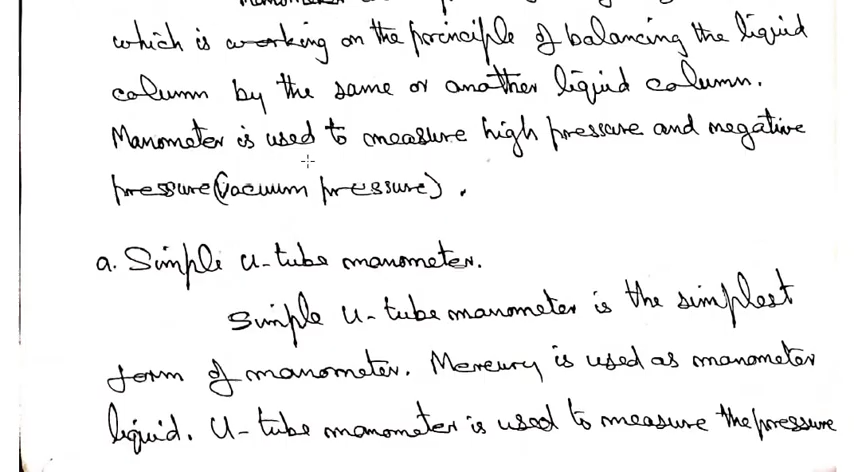 which is working on the principle of balancing the liquid
column by the same or another liquid column.
Manometer is used to measure high pressure and negative
pressure (Vacuum pressure).
a. Simple U-tube manometer.
Simple U-tube manometer is the simplest
form of manometer. Mercury is used as manometer
liquid. U-tube manometer is used to measure the pressure